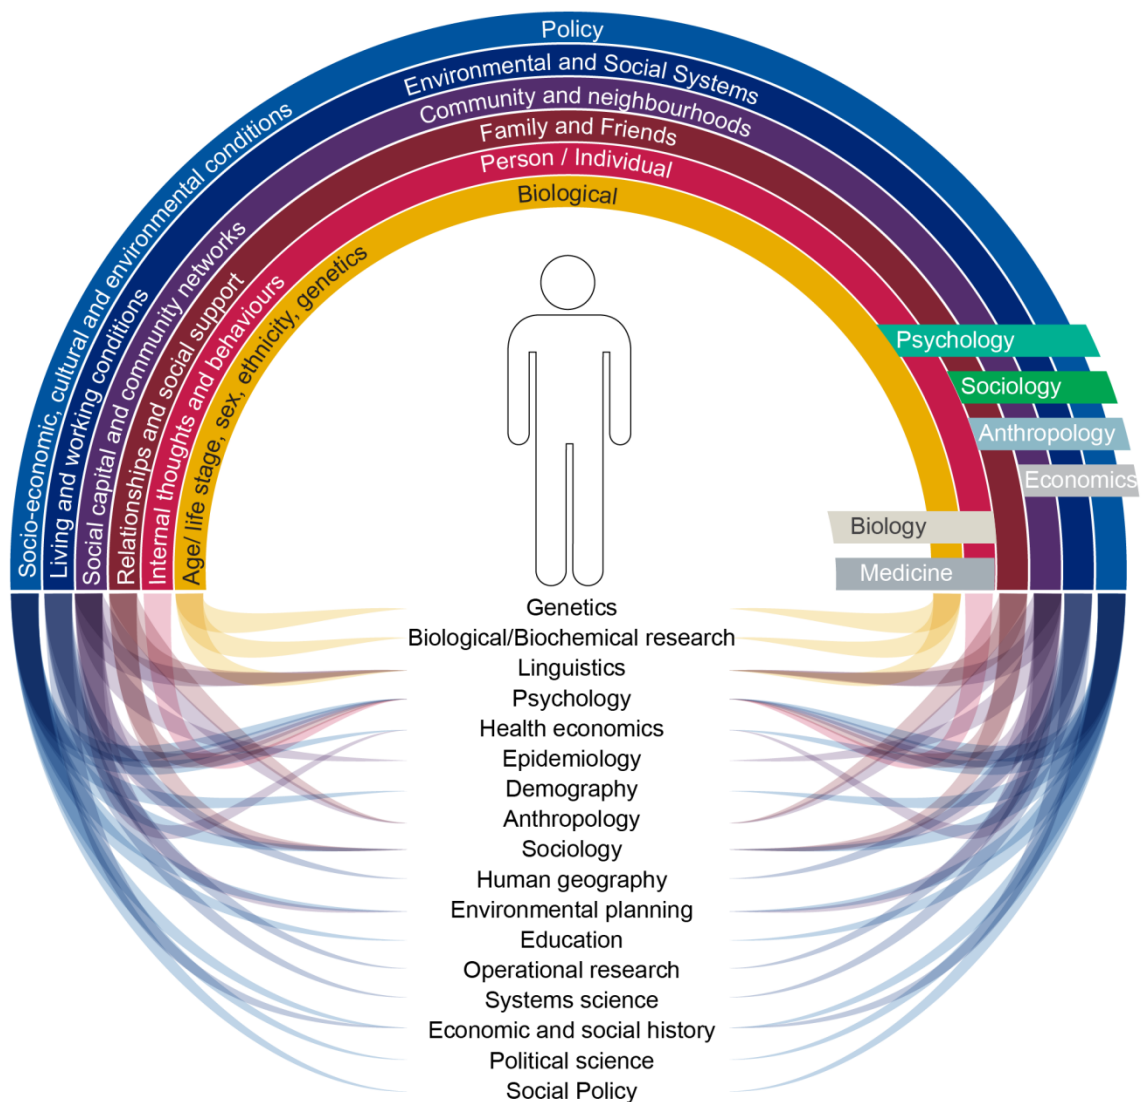 Policy
Environmental and Social Systems
Community and neighbourhoods
Family and Friends
Person / Individual
Biological
Socio-economic, cultural and environmental conditions
Living and working conditions
Social capital and community networks
Relationships and social support
Internal thoughts and behaviours
Age/ life stage, sex, ethnicity, genetics
Psychology
Sociology
Anthropology
Economics
Biology
Medicine
Genetics
Biological/Biochemical research
Linguistics
Psychology
Health economics
Epidemiology
Demography
Anthropology
Sociology
Human geography
Environmental planning
Education
Operational research
Systems science
Economic and social history
Political science
Social Policy